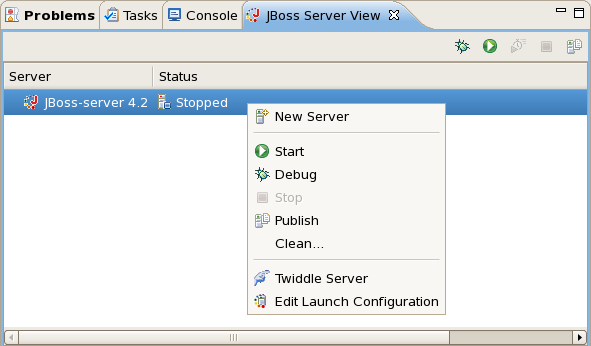 Problems Tasks Console JBoss Server View
Server Status
JBoss-server 4.2 Stopped
New Server
Start
Debug
Stop
Publish
Clean...
Twiddle Server
Edit Launch Configuration